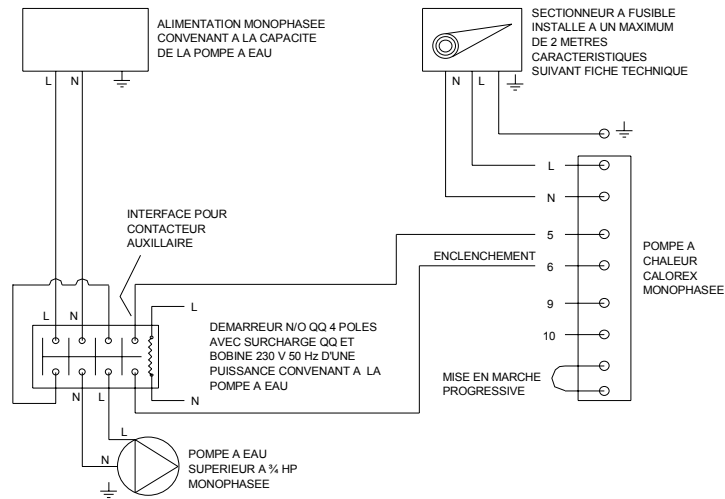 ALIMENTATION MONOPHASEE
CONVENANT A LA CAPACITE
DE LA POMPE A EAU
L N
SECTIONNEUR A FUSIBLE
INSTALLE A UN MAXIMUM
DE 2 METRES
CARACTERISTIQUES
SUIVANT FICHE TECHNIQUE
N L
L
N
5
ENCLENCHEMENT 6
9
10
POMPE A
CHALEUR
CALOREX
MONOPHASEE
MISE EN MARCHE
PROGRESSIVE
INTERFACE POUR
CONTACTEUR
AUXILLAIRE
L N
L
DEMARREUR N/O QQ 4 POLES
AVEC SURCHARGE QQ ET
BOBINE 230 V 50 Hz D'UNE
PUISSANCE CONVENANT A LA
POMPE A EAU
N
N L
L
N
POMPE A EAU
SUPERIEUR A ¾ HP
MONOPHASEE